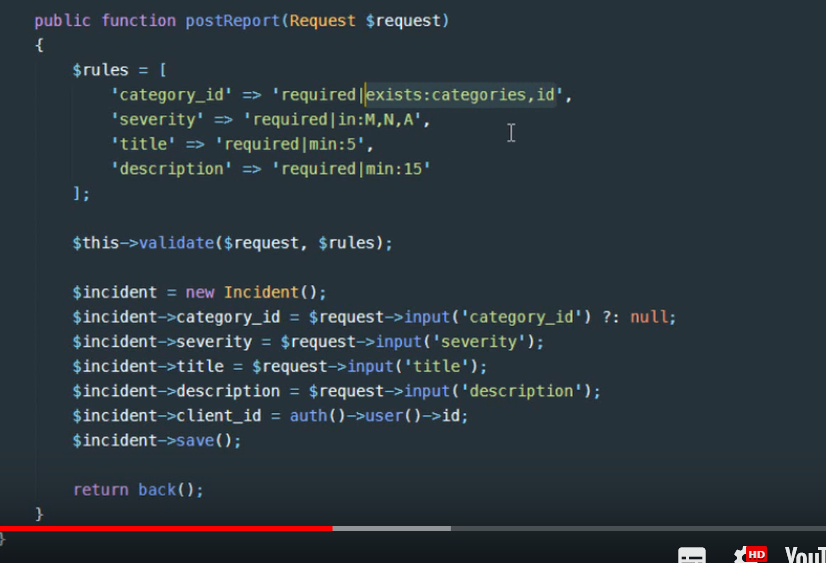 public function postReport(Request $request)
{
$rules = [
'category_id' => 'required|exists:categories,id',
'severity' => 'required|in:M,N,A',
'title' => 'required|min:5',
'description' => 'required|min:15'
];
$this->validate($request, $rules);
$incident = new Incident();
$incident->category_id = $request->input('category_id') ?: null;
$incident->severity = $request->input('severity');
$incident->title = $request->input('title');
$incident->description = $request->input('description');
$incident->client_id = auth()->user()->id;
$incident->save();
return back();
}
}
HD